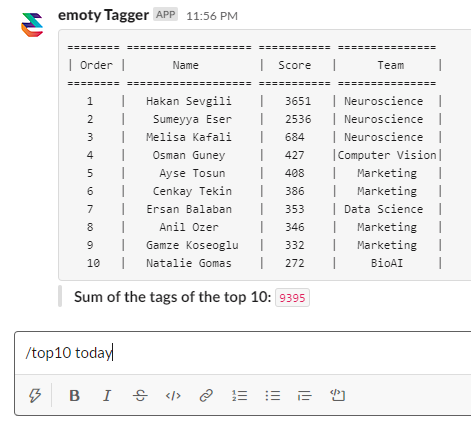 emoty Tagger APP 11:56 PM
======== =================== =========== ===============
| Order | Name | Score | Team |
======== =================== =========== ===============
1 | Hakan Sevgili | 3651 | Neuroscience |
2 | Sumeyya Eser | 2536 | Neuroscience |
3 | Melisa Kafali | 684 | Neuroscience |
4 | Osman Guney | 427 |Computer Vision|
5 | Ayse Tosun | 408 | Marketing |
6 | Cenkay Tekin | 386 | Marketing |
7 | Ersan Balaban | 353 | Data Science |
8 | Anil Ozer | 346 | Marketing |
9 | Gamze Koseoglu | 332 | Marketing |
10 | Natalie Gomas | 272 | BioAI |
Sum of the tags of the top 10: 9395
/top10 today
B I S </>